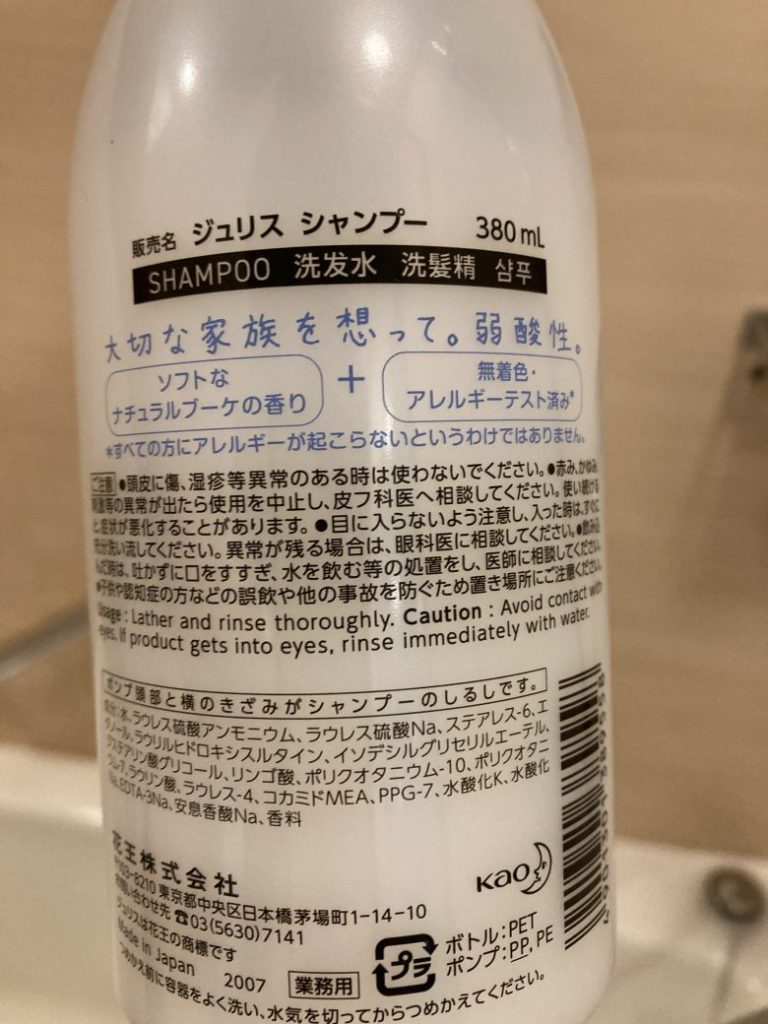 販売名 ジュリス シャンプー 380mL
SHAMPOO 洗发水 洗髮精 샴푸
大切な家族を想って。弱酸性。
ソフトな
ナチュラルブーケの香り
+
無着色・
アレルギーテスト済み*
*すべての方にアレルギーが起こらないというわけではありません。
ご注意 ●頭皮に傷、湿疹等異常のある時は使わないでください。●赤み、かゆみ、
刺激等の異常が出たら使用を中止し、皮フ科医へ相談してください。使い続ける
と、症状が悪化することがあります。●目に入らないよう注意し、入った時は、すぐに
充分洗い流してください。異常が残る場合は、眼科医に相談してください。●飲み込
んだ時は、吐かずに口をすすぎ、水を飲む等の処置をし、医師に相談してください。
●子供や認知症の方などの誤飲や他の事故を防ぐため置き場所にご注意ください。
Usage : Lather and rinse thoroughly. Caution : Avoid contact with
eyes. If product gets into eyes, rinse immediately with water.
ポンプ頭部と横のきざみがシャンプーのしるしです。
成分:水、ラウレス硫酸アンモニウム、ラウレス硫酸Na、ステアレス-6、エ
タノール、ラウリルヒドロキシスルタイン、イソデシルグリセリルエーテル、
ジステアリン酸グリコール、リンゴ酸、ポリクオタニウム-10、ポリクオタニ
ウム-7、ラウリン酸、ラウレス-4、コカミドMEA、PPG-7、水酸化K、水酸化
Na、EDTA-3Na、安息香酸Na、香料
花王株式会社
〒103-8210 東京都中央区日本橋茅場町1-14-10
お問い合わせ先 ☎03(5630)7141
ジュリスは花王の商標です
Made in Japan 2007 業務用
Kao
プラ
ボトル:PET
ポンプ:PP, PE
つめかえ前に容器をよく洗い、水気を切ってからつめかえてください。